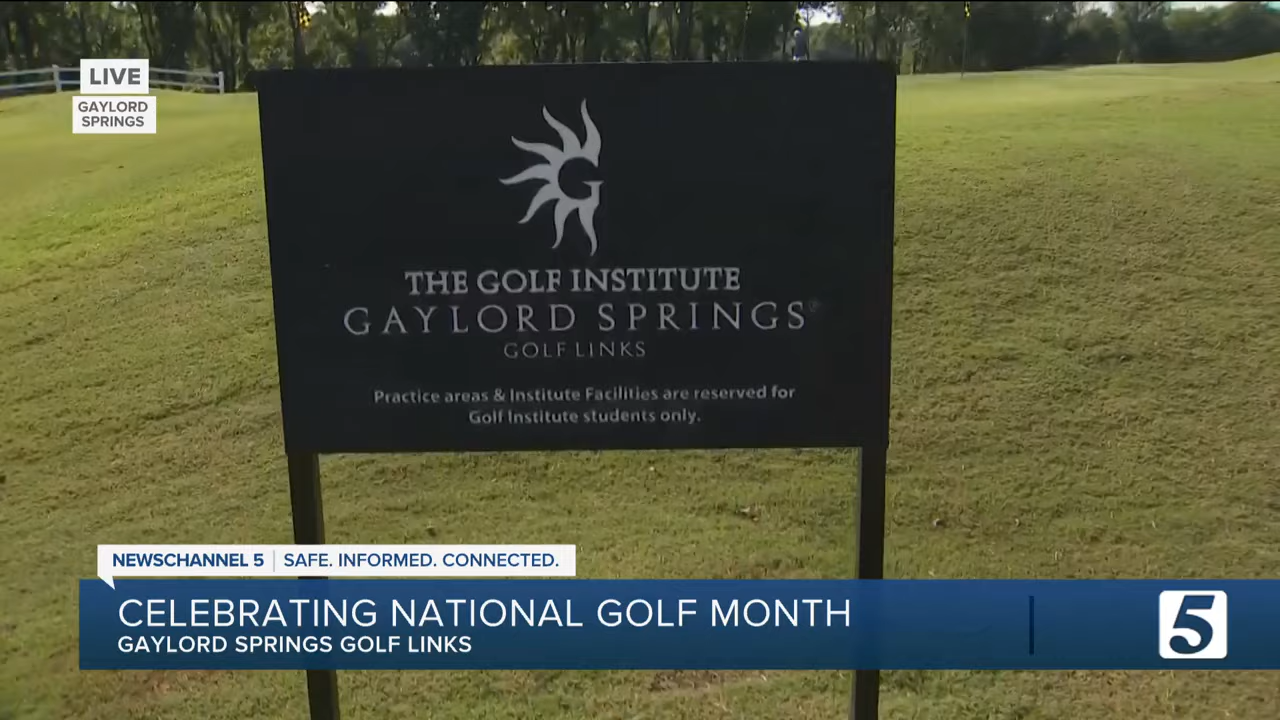 LIVE
GAYLORD
SPRINGS
G
THE GOLF INSTITUTE
GAYLORD SPRINGS®
GOLF LINKS
Practice areas & Institute Facilities are reserved for
Golf Institute students only.
NEWSCHANNEL 5 | SAFE. INFORMED. CONNECTED.
CELEBRATING NATIONAL GOLF MONTH
GAYLORD SPRINGS GOLF LINKS
5